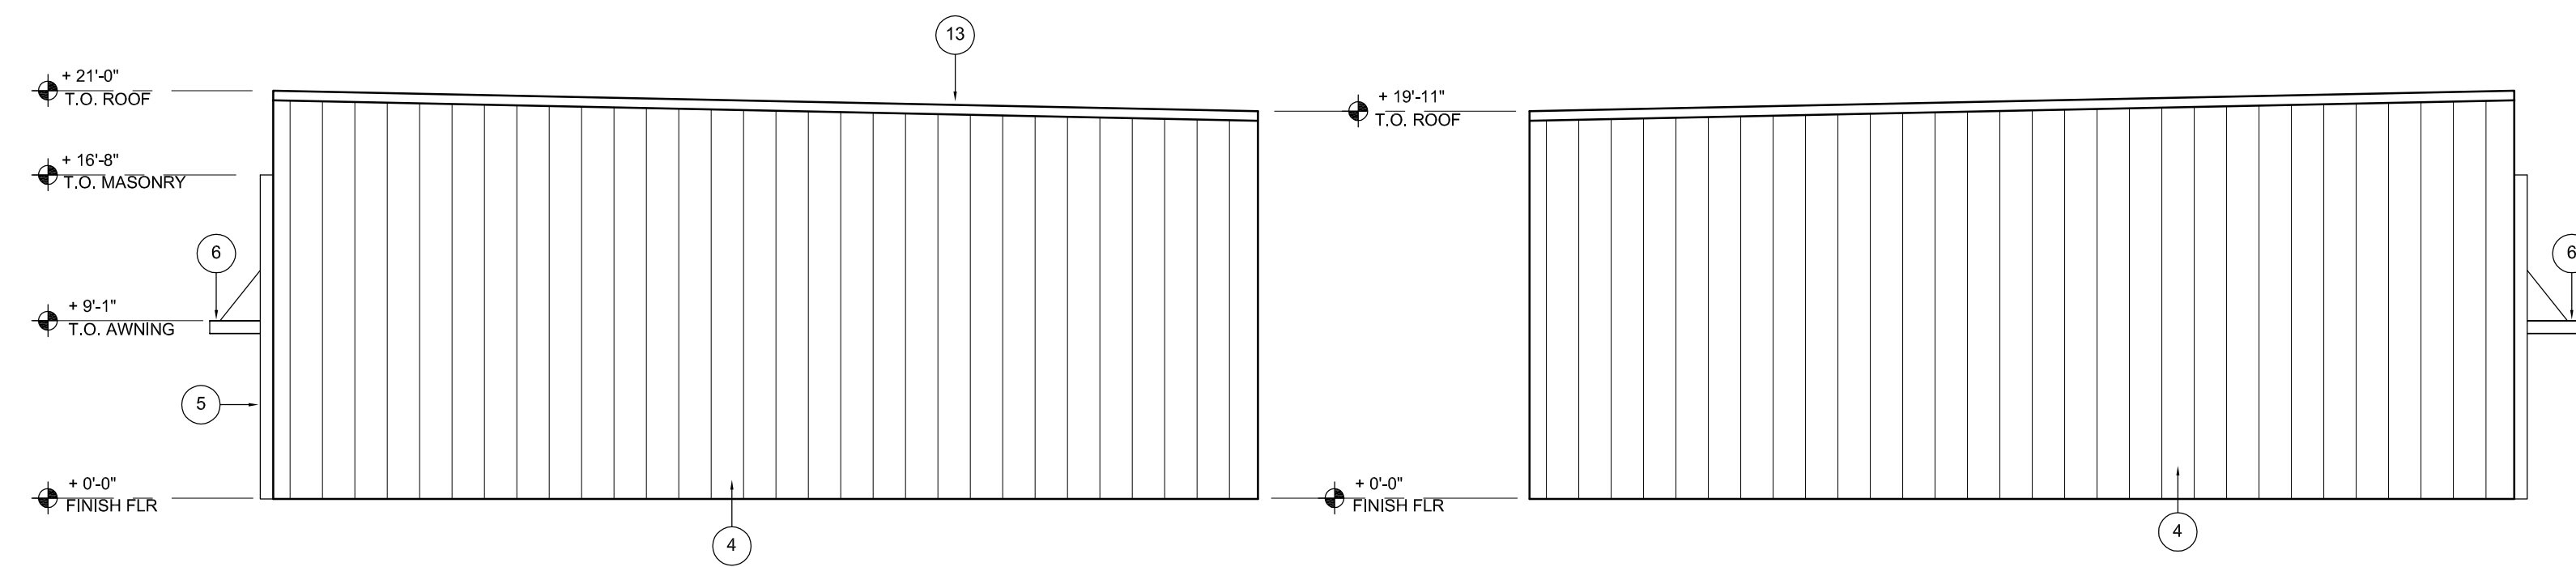 13
+ 21'-0"
T.O. ROOF
+ 19'-11"
T.O. ROOF
+ 16'-8"
T.O. MASONRY
6
6
+ 9'-1"
T.O. AWNING
5
+ 0'-0"
FINISH FLR
+ 0'-0"
FINISH FLR
4
4